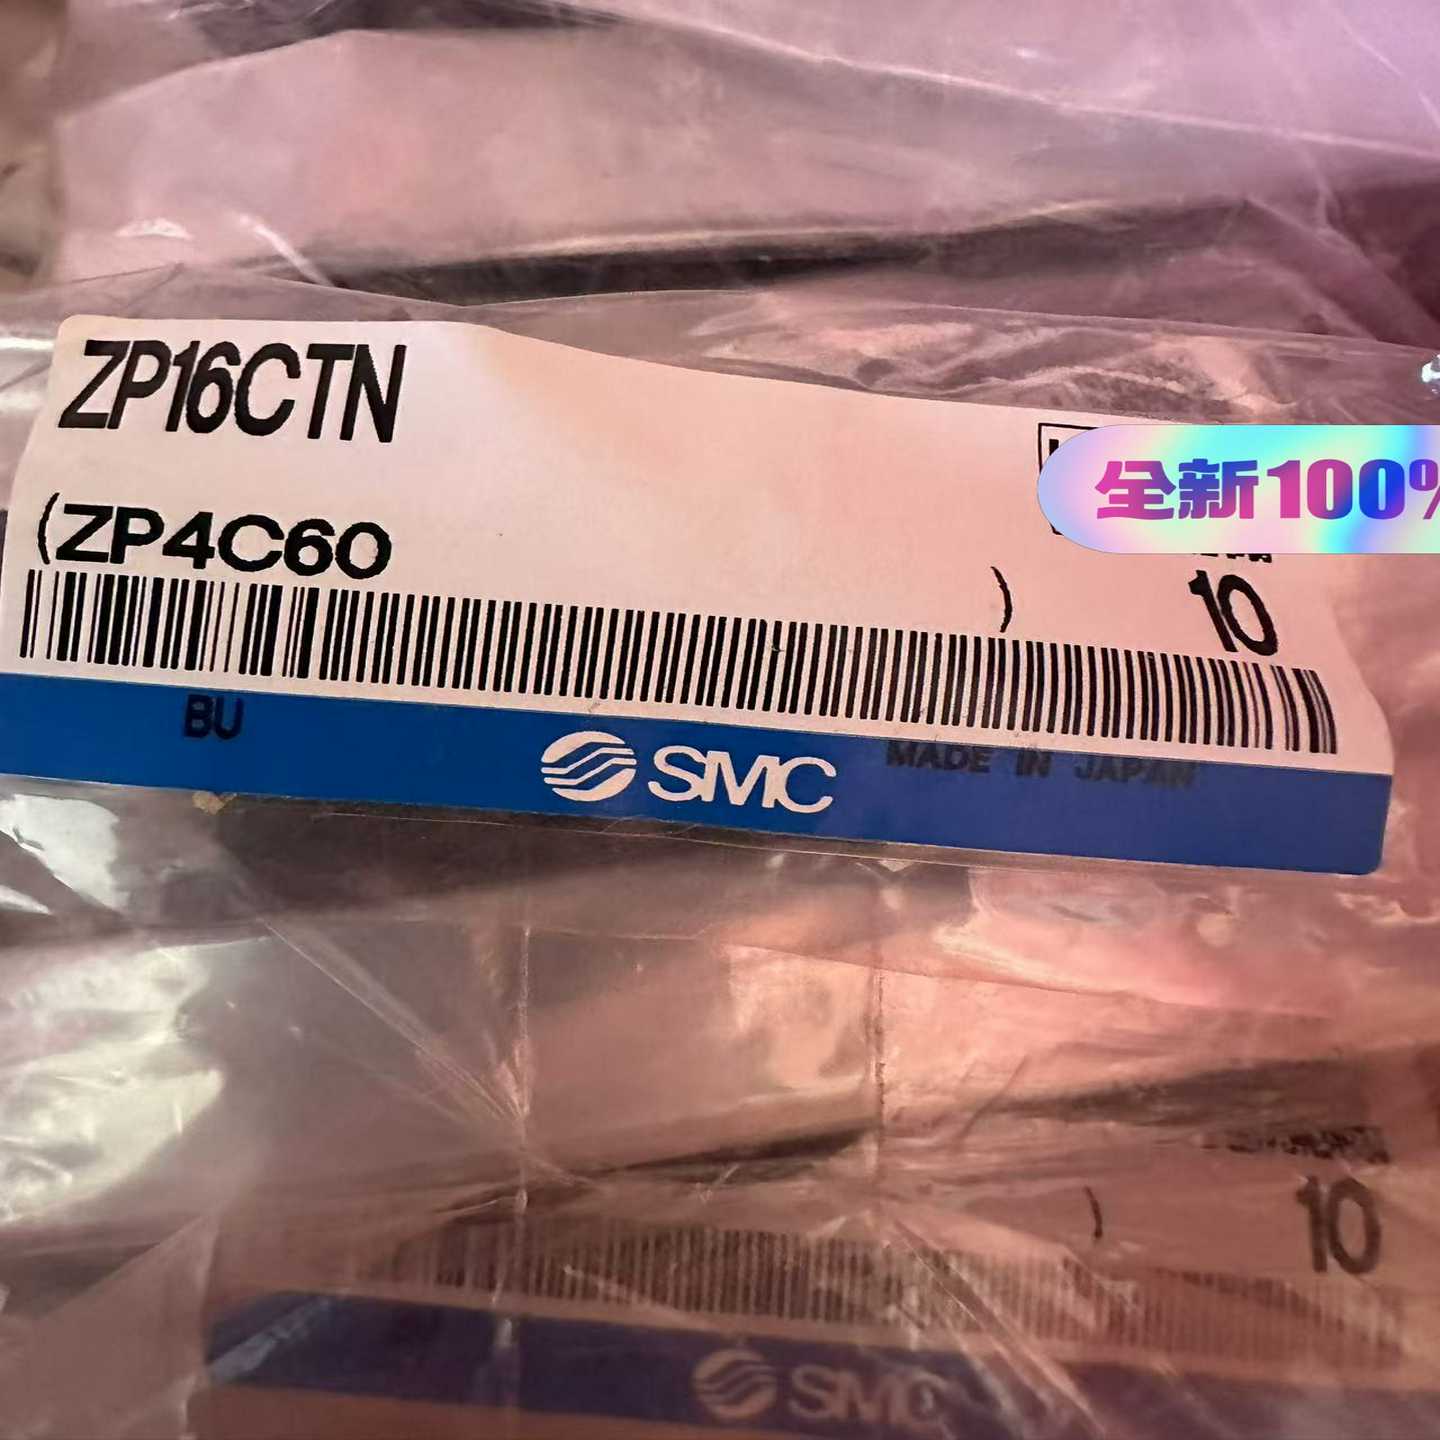 ZP16CTN
全新100%
(ZP4C60
)
10
BU
SMC
MADE IN JAPAN
)
10
SMC